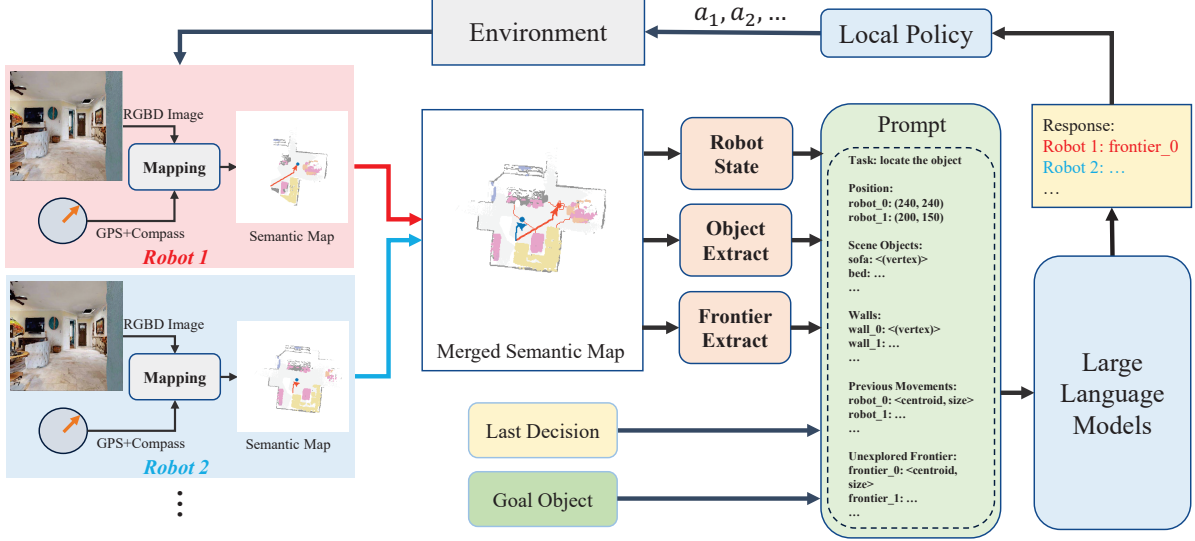 Environment
a₁, a₂, …
Local Policy
RGBD Image
Mapping
GPS+Compass
Semantic Map
Robot 1
RGBD Image
Mapping
GPS+Compass
Semantic Map
Robot 2
⋮
Merged Semantic Map
Robot
State
Object
Extract
Frontier
Extract
Last Decision
Goal Object
Prompt
Task: locate the object
Position:
robot_0: (240, 240)
robot_1: (200, 150)
Scene Objects:
sofa: <(vertex)>
bed: …
…
Walls:
wall_0: <(vertex)>
wall_1: …
…
Previous Movements:
robot_0: <centroid, size>
robot_1: …
…
Unexplored Frontier:
frontier_0: <centroid,
size>
frontier_1: …
…
Response:
Robot 1: frontier_0
Robot 2: …
…
Large
Language
Models